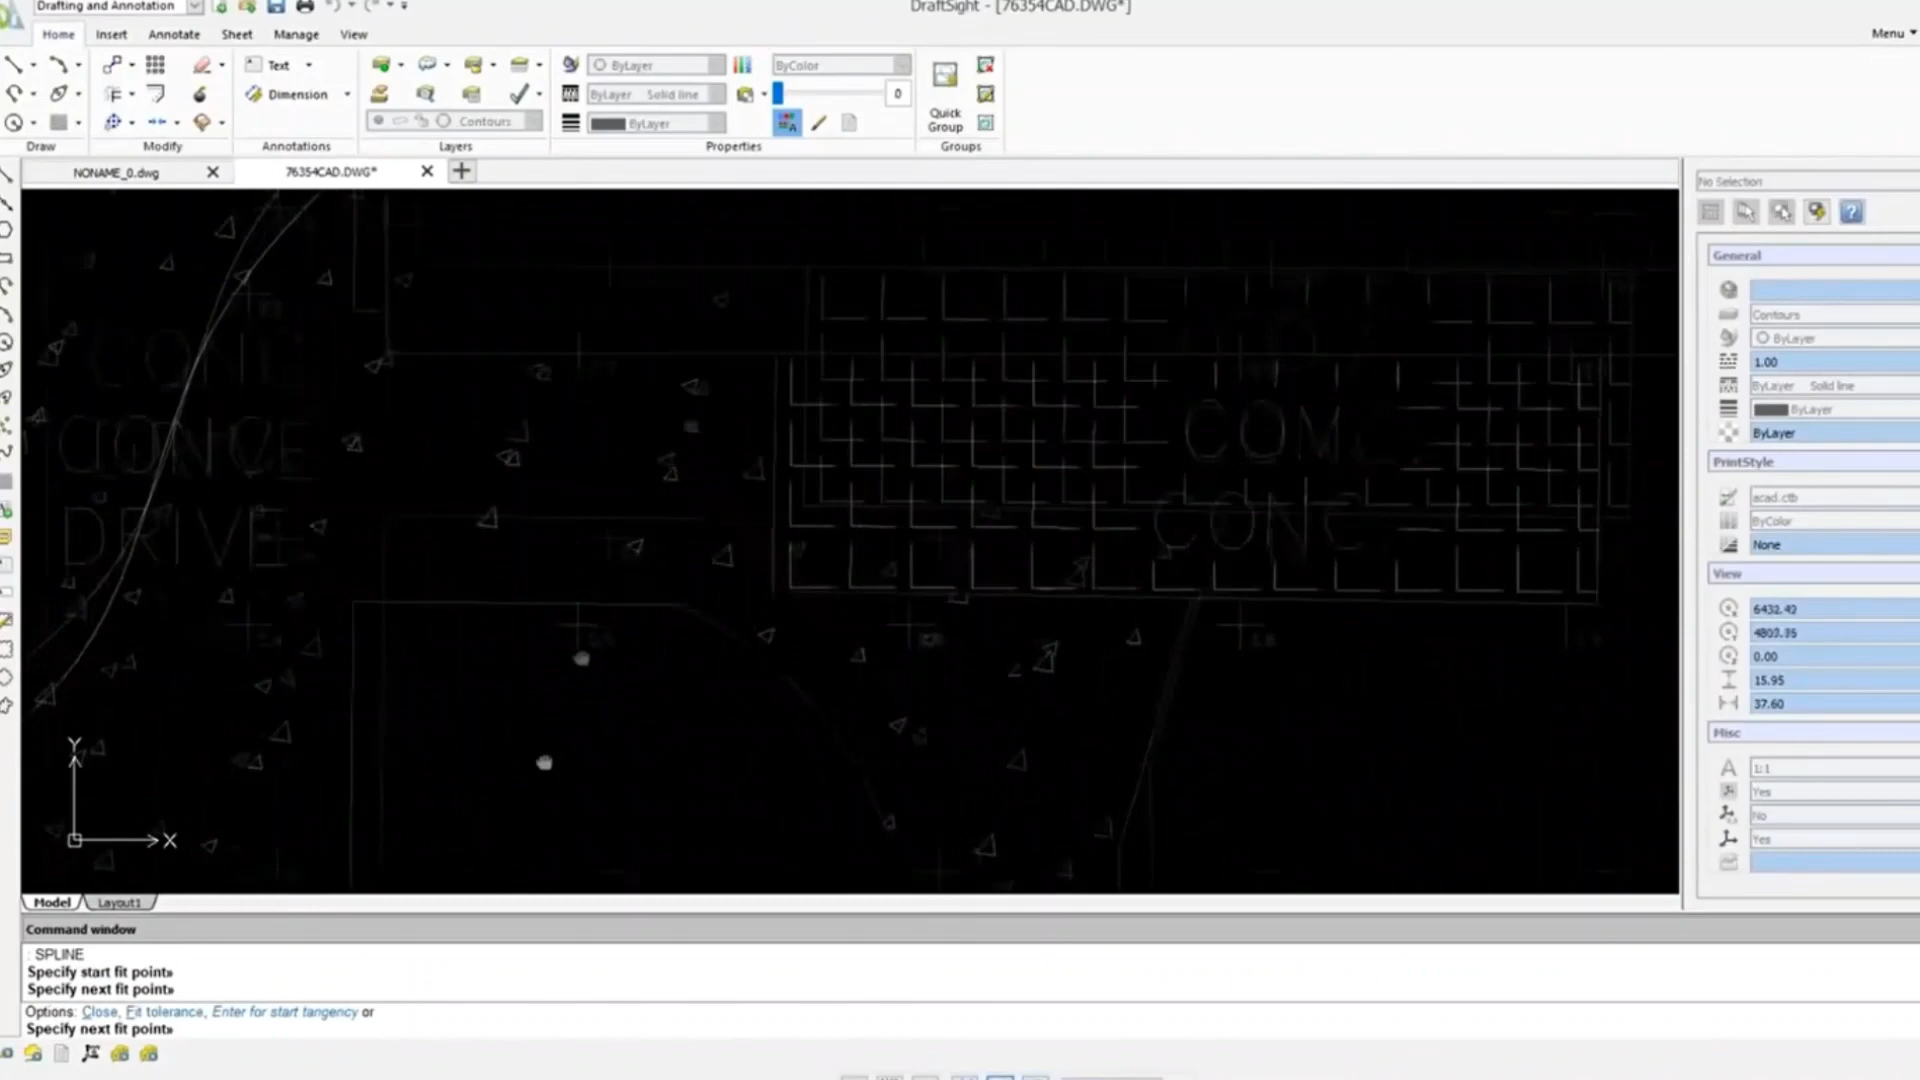 Drafting and Annotation
DraftSight - [76354CAD.DWG*]
Home Insert Annotate Sheet Manage View Menu
Text
Dimension
Contours
ByLayer
ByLayer Solid line
ByLayer
ByColor
0
Quick
Group
Draw Modify Annotations Layers Properties Groups
NONAME_0.dwg 76354CAD.DWG*
No Selection
General
Contours
ByLayer
1.00
ByLayer Solid line
ByLayer
ByLayer
PrintStyle
acad.ctb
ByColor
None
View
6432.42
0.00
15.95
37.60
Misc
1:1
Yes
No
Yes
CONC
DRIVE
COM
CONC
Y
X
Model Layout1
Command window
: SPLINE
Specify start fit point»
Specify next fit point»
Options: Close, Fit tolerance, Enter for start tangency or
Specify next fit point»